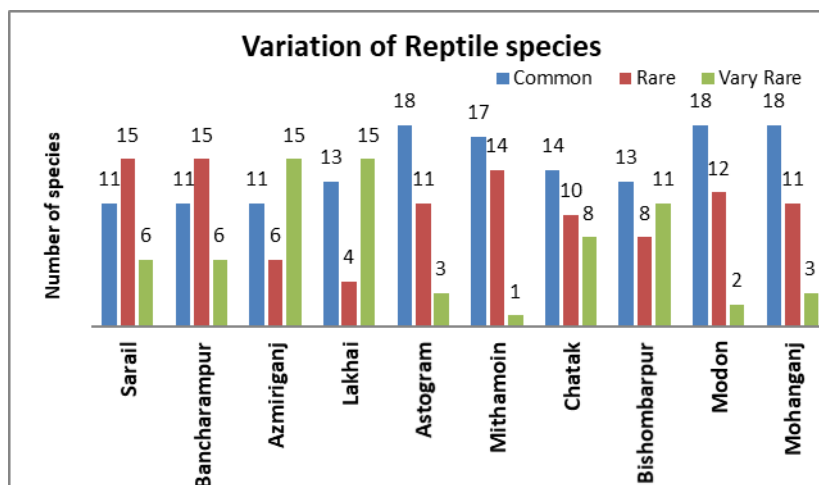 Variation of Reptile species
Common Rare Vary Rare
Number of species
11 15 6
11 15 6
11 6 15
13 4 15
18 11 3
17 14 1
14 10 8
13 8 11
18 12 2
18 11 3
Sarail
Bancharampur
Azmiriganj
Lakhai
Astogram
Mithamoin
Chatak
Bishombarpur
Modon
Mohanganj